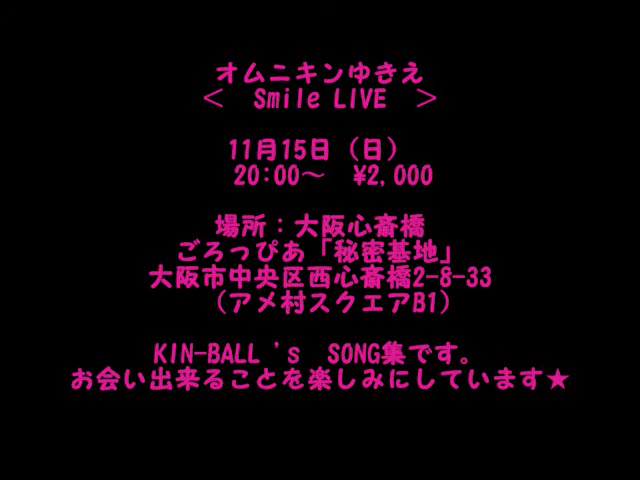 オムニキンゆきえ
＜　Smile LIVE　＞
11月15日（日）
20:00～　¥2,000
場所：大阪心斎橋
ごろっぴあ「秘密基地」
大阪市中央区西心斎橋2-8-33
（アメ村スクエアB1）
KIN-BALL 's　SONG集です。
お会い出来ることを楽しみにしています★